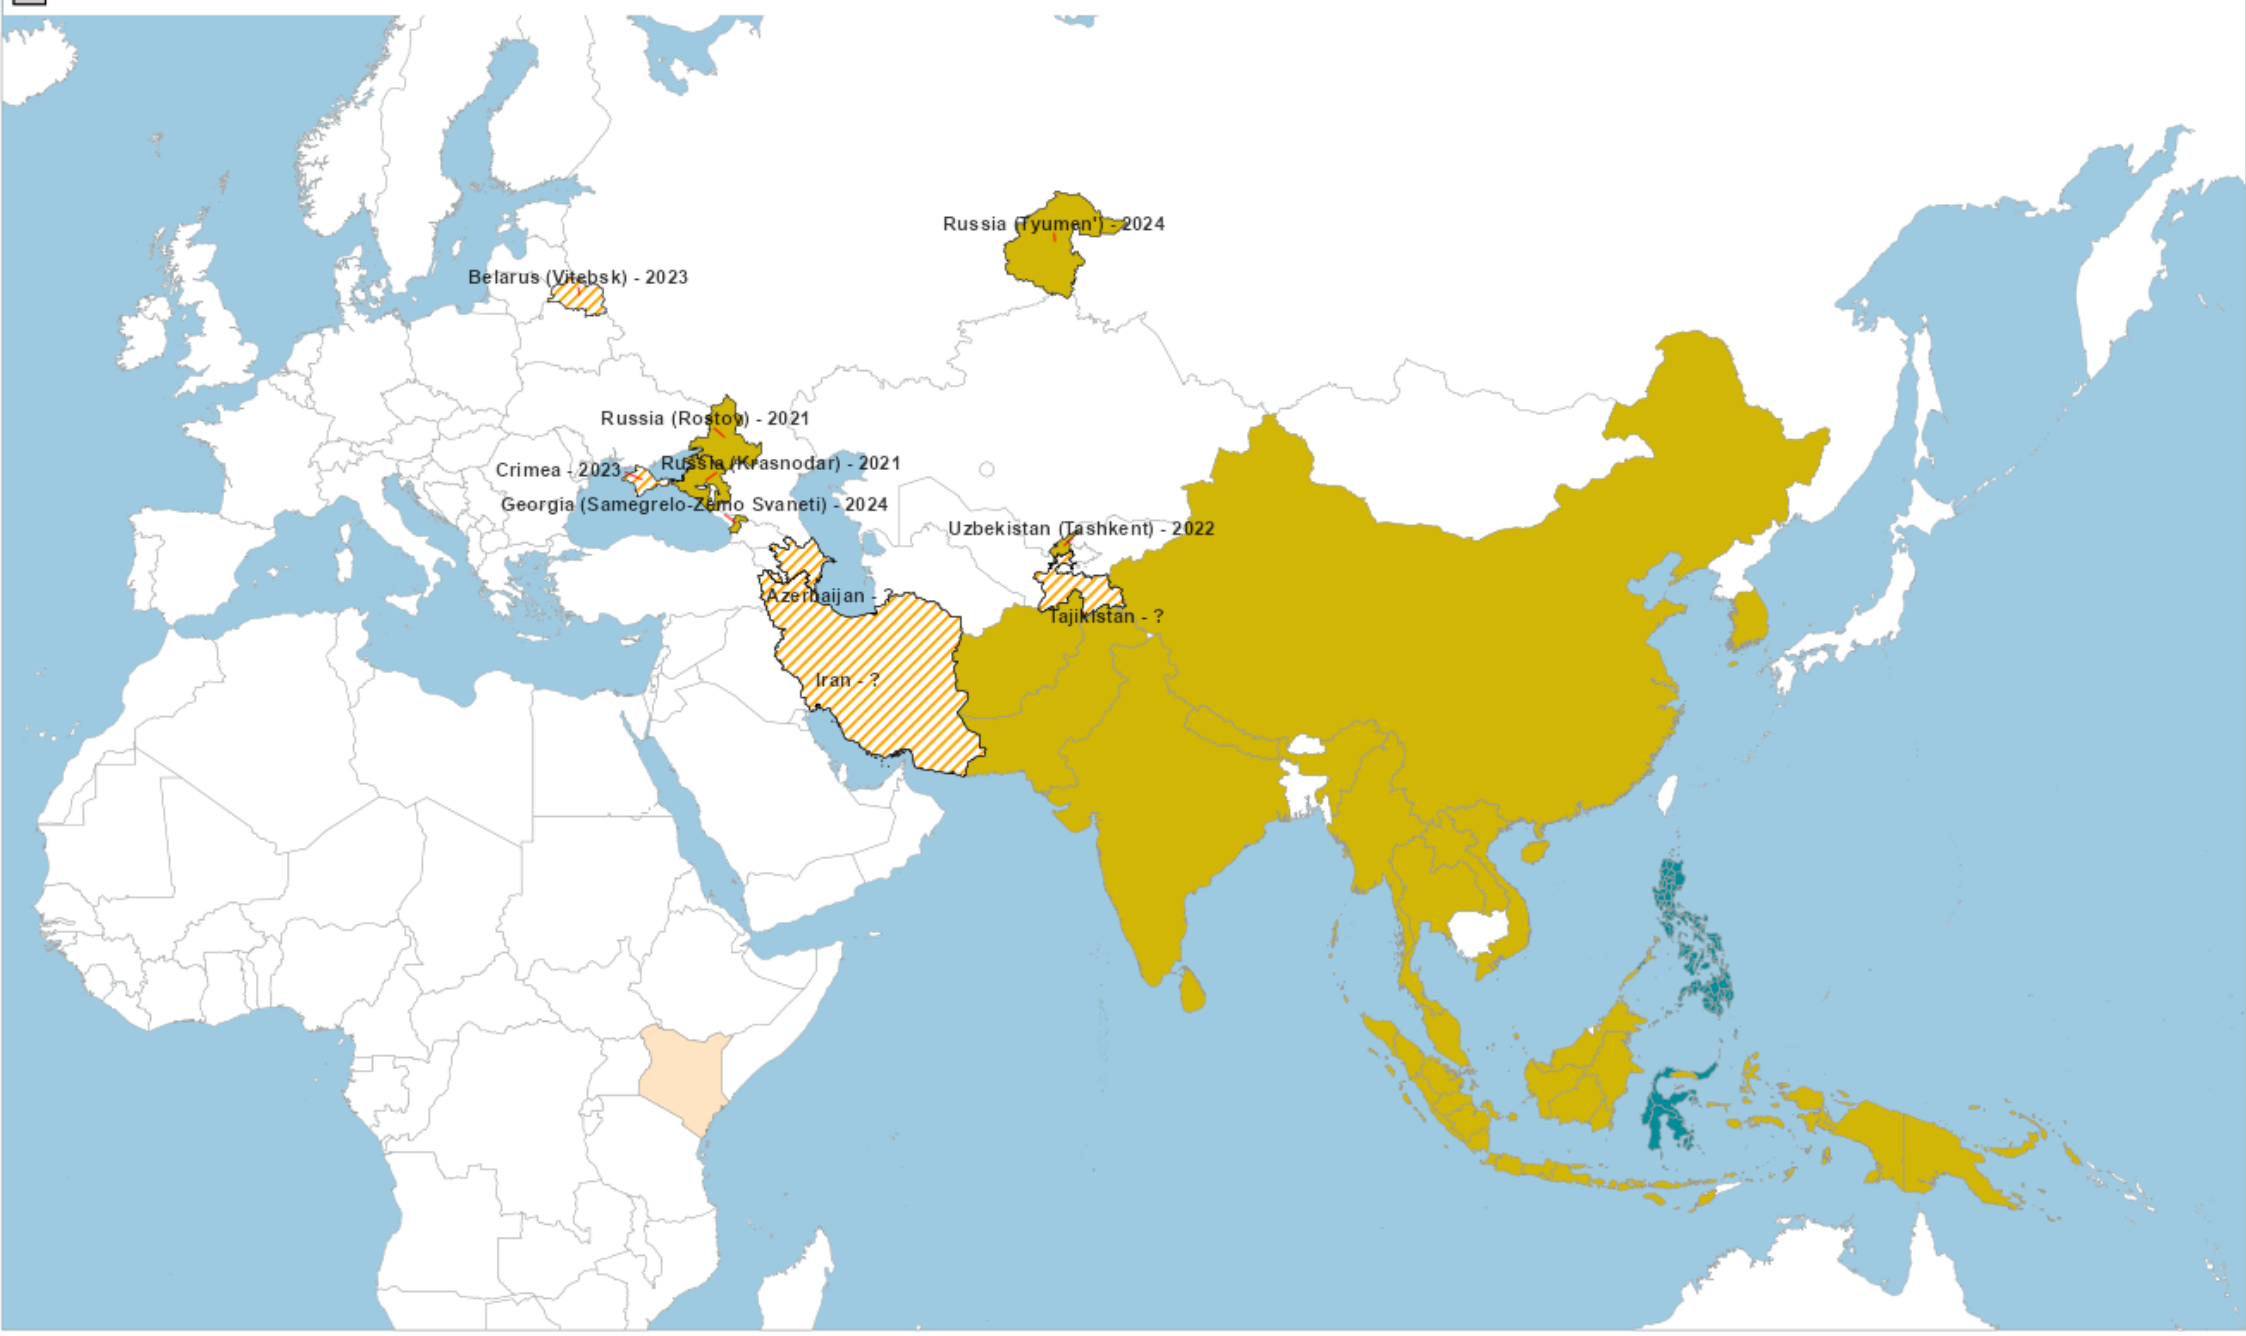 Russia (Tyumen') - 2024
Belarus (Vitebsk) - 2023
Russia (Rostov) - 2021
Russia (Krasnodar) - 2021
Crimea - 2023
Georgia (Samegrelo-Zemo Svaneti) - 2024
Uzbekistan (Tashkent) - 2022
Azerbaijan - ?
Tajikistan - ?
Iran - ?